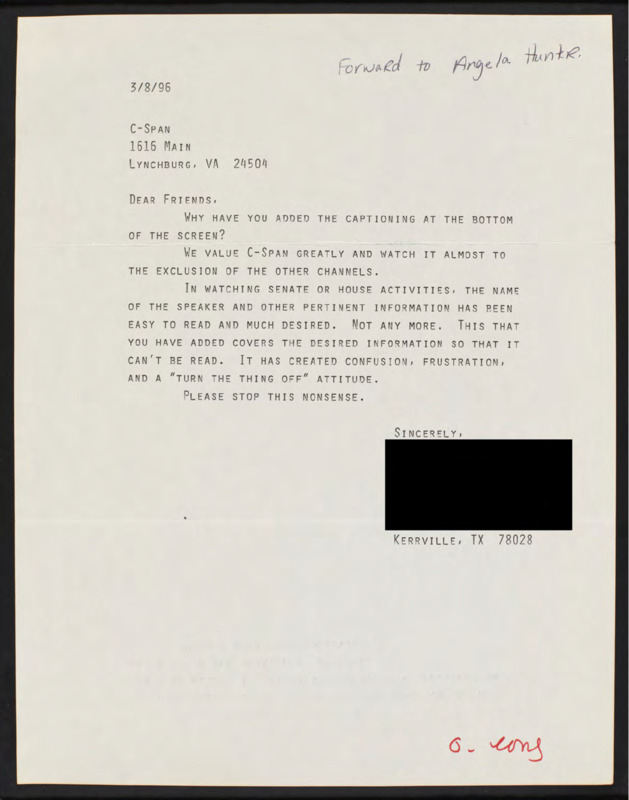 Forward to Angela Hunter.
3/8/96
C-SPAN
1616 MAIN
LYNCHBURG, VA 24504
DEAR FRIENDS,
WHY HAVE YOU ADDED THE CAPTIONING AT THE BOTTOM
OF THE SCREEN?
WE VALUE C-SPAN GREATLY AND WATCH IT ALMOST TO
THE EXCLUSION OF THE OTHER CHANNELS.
IN WATCHING SENATE OR HOUSE ACTIVITIES, THE NAME
OF THE SPEAKER AND OTHER PERTINENT INFORMATION HAS BEEN
EASY TO READ AND MUCH DESIRED. NOT ANY MORE. THIS THAT
YOU HAVE ADDED COVERS THE DESIRED INFORMATION SO THAT IT
CAN'T BE READ. IT HAS CREATED CONFUSION, FRUSTRATION,
AND A "TURN THE THING OFF" ATTITUDE.
PLEASE STOP THIS NONSENSE.
SINCERELY,
KERRVILLE, TX 78028